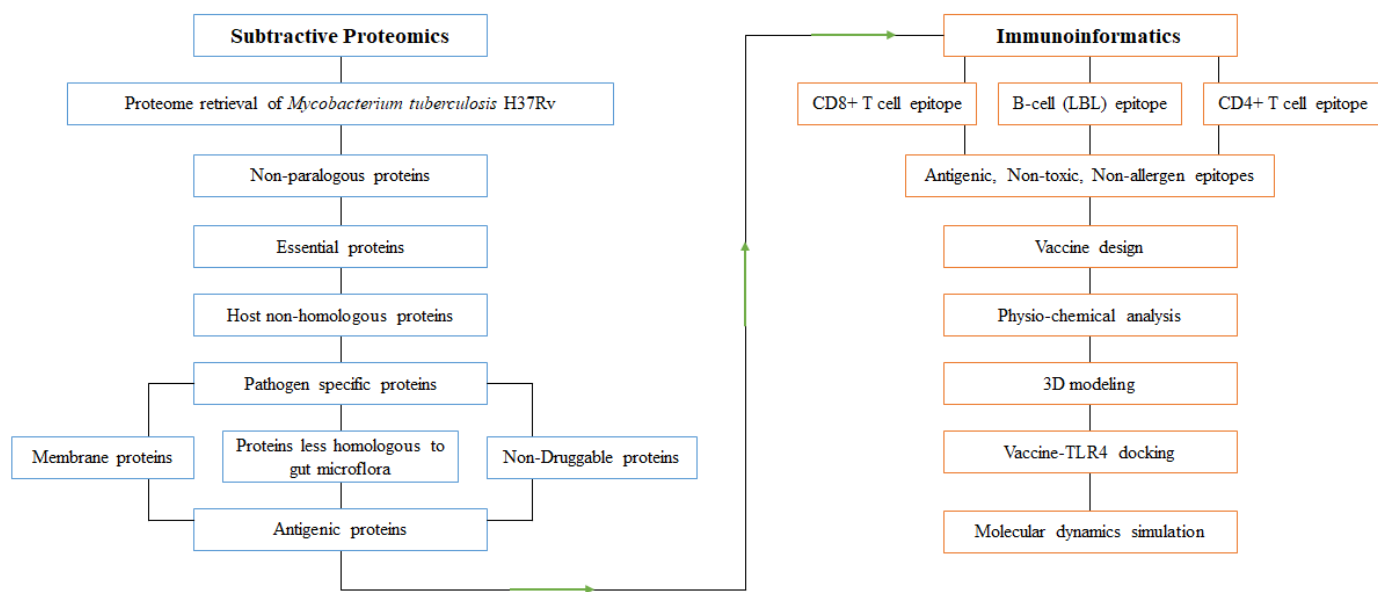 Subtractive Proteomics
Proteome retrieval of Mycobacterium tuberculosis H37Rv
Non-paralogous proteins
Essential proteins
Host non-homologous proteins
Pathogen specific proteins
Membrane proteins
Proteins less homologous to
gut microflora
Non-Druggable proteins
Antigenic proteins
Immunoinformatics
CD8+ T cell epitope
B-cell (LBL) epitope
CD4+ T cell epitope
Antigenic, Non-toxic, Non-allergen epitopes
Vaccine design
Physio-chemical analysis
3D modeling
Vaccine-TLR4 docking
Molecular dynamics simulation